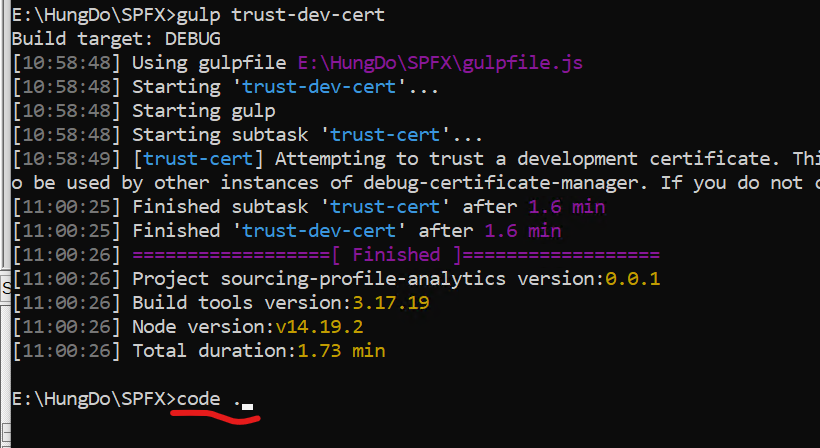 E:\HungDo\SPFX>gulp trust-dev-cert
Build target: DEBUG
[10:58:48] Using gulpfile E:\HungDo\SPFX\gulpfile.js
[10:58:48] Starting 'trust-dev-cert'...
[10:58:48] Starting gulp
[10:58:48] Starting subtask 'trust-cert'...
[10:58:49] [trust-cert] Attempting to trust a development certificate. Thi
o be used by other instances of debug-certificate-manager. If you do not
[11:00:25] Finished subtask 'trust-cert' after 1.6 min
[11:00:25] Finished 'trust-dev-cert' after 1.6 min
[11:00:26] ==================[ Finished ]==================
[11:00:26] Project sourcing-profile-analytics version:0.0.1
[11:00:26] Build tools version:3.17.19
[11:00:26] Node version:v14.19.2
[11:00:26] Total duration:1.73 min
E:\HungDo\SPFX>code .